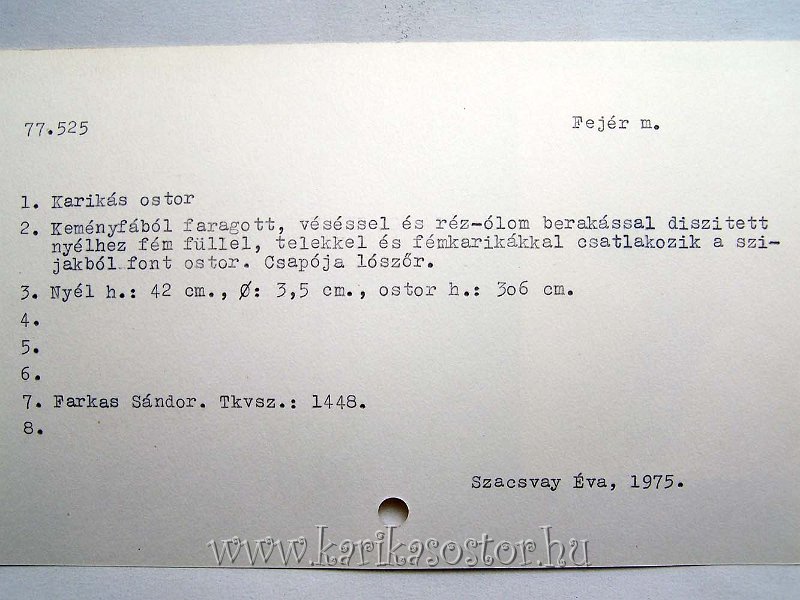 77.525
Fejér m.
1. Karikás ostor
2. Keményfából faragott, véséssel és réz-ólom berakással diszitett
nyélhez fém füllel, telekkel és fémkarikákkal csatlakozik a szi-
jakból font ostor. Csapója lószőr.
3. Nyél h.: 42 cm., Ø: 3,5 cm., ostor h.: 3o6 cm.
4.
5.
6.
7. Farkas Sándor. Tkvsz.: 1448.
8.
Szacsvay Éva, 1975.
www.karikasostor.hu